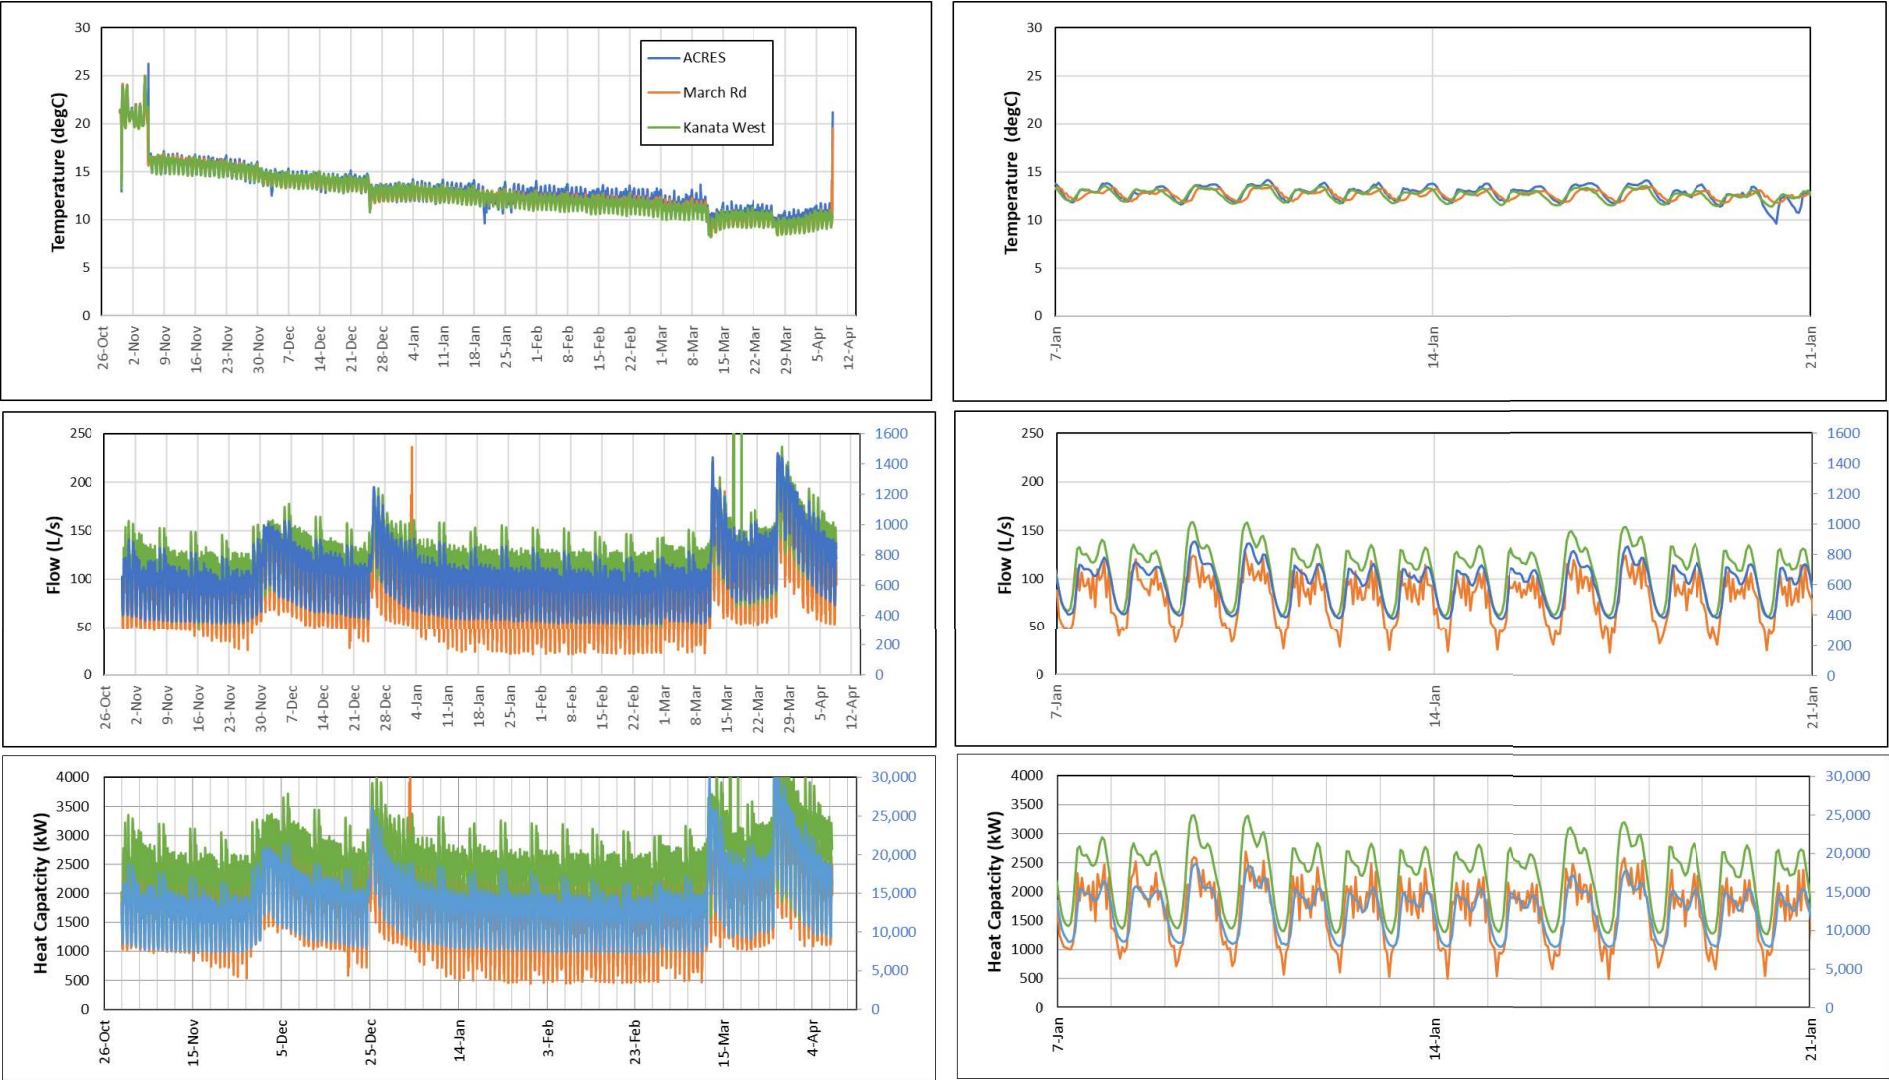 30
25
20
15
10
5
0
Temperature (degC)
ACRES
March Rd
Kanata West
26-Oct
2-Nov
9-Nov
16-Nov
23-Nov
30-Nov
7-Dec
14-Dec
21-Dec
28-Dec
4-Jan
11-Jan
18-Jan
25-Jan
1-Feb
8-Feb
15-Feb
22-Feb
1-Mar
8-Mar
15-Mar
22-Mar
29-Mar
5-Apr
12-Apr
30
25
20
15
10
5
0
Temperature (degC)
7-Jan
14-Jan
21-Jan
250
200
150
100
50
0
Flow (L/s)
1600
1400
1200
1000
800
600
400
200
0
26-Oct
2-Nov
9-Nov
16-Nov
23-Nov
30-Nov
7-Dec
14-Dec
21-Dec
28-Dec
4-Jan
11-Jan
18-Jan
25-Jan
1-Feb
8-Feb
15-Feb
22-Feb
1-Mar
8-Mar
15-Mar
22-Mar
29-Mar
5-Apr
12-Apr
250
200
150
100
50
0
Flow (L/s)
1600
1400
1200
1000
800
600
400
200
0
7-Jan
14-Jan
21-Jan
4000
3500
3000
2500
2000
1500
1000
500
0
Heat Capatcity (kW)
30,000
25,000
20,000
15,000
10,000
5,000
0
26-Oct
15-Nov
5-Dec
25-Dec
14-Jan
3-Feb
23-Feb
15-Mar
4-Apr
4000
3500
3000
2500
2000
1500
1000
500
0
Heat Capatcity (kW)
30,000
25,000
20,000
15,000
10,000
5,000
0
7-Jan
14-Jan
21-Jan